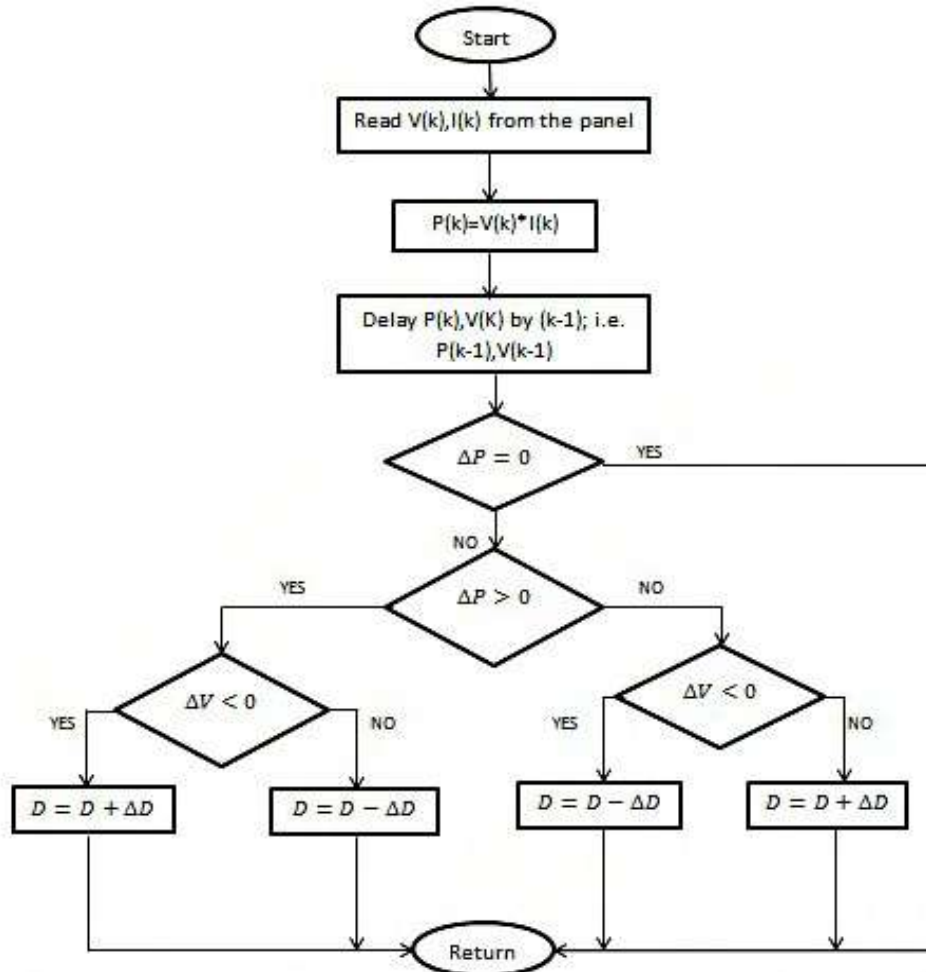 Start
Read V(k),I(k) from the panel
P(k)=V(k)*I(k)
Delay P(k),V(K) by (k-1); i.e.
P(k-1),V(k-1)
ΔP = 0
YES
NO
ΔP > 0
YES
NO
ΔV < 0
YES
NO
ΔV < 0
YES
NO
D = D + ΔD
D = D − ΔD
D = D − ΔD
D = D + ΔD
Return